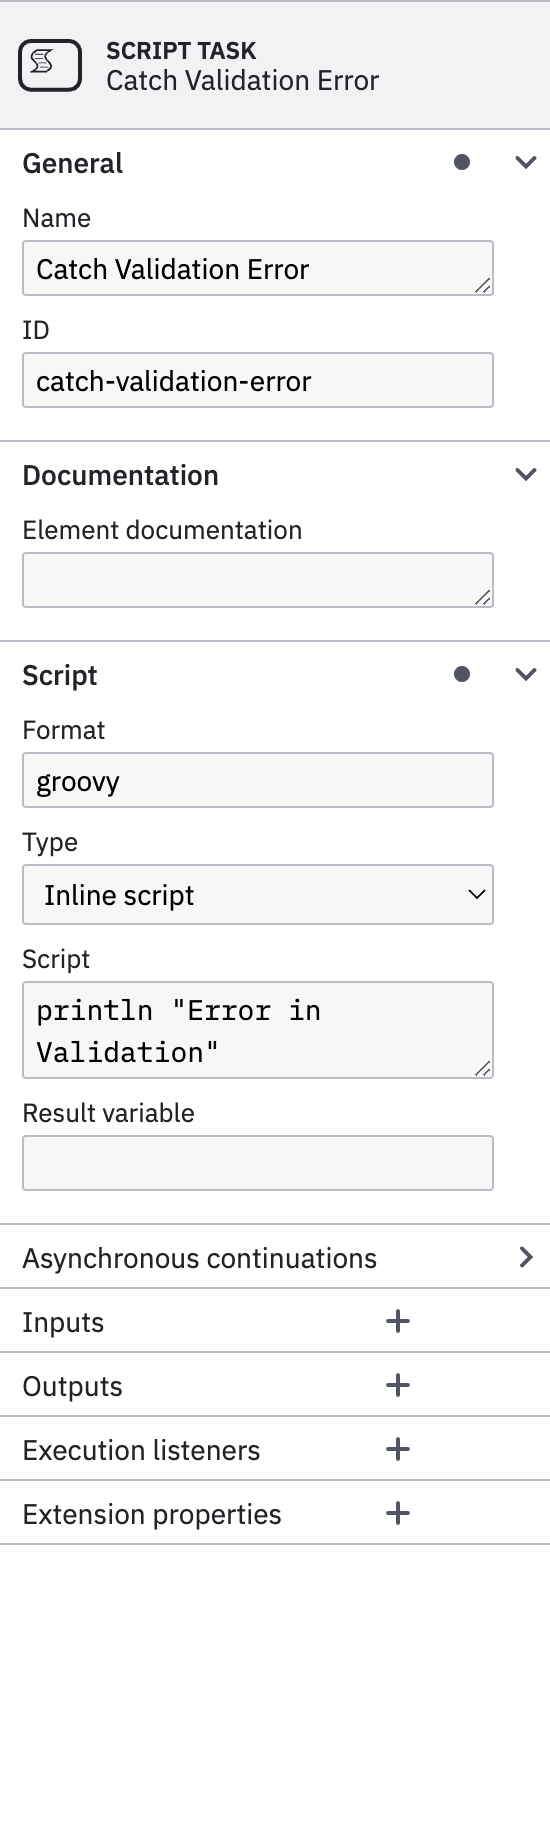 SCRIPT TASK
Catch Validation Error
General
Name
Catch Validation Error
ID
catch-validation-error
Documentation
Element documentation
Script
Format
groovy
Type
Inline script
Script
println "Error in
Validation"
Result variable
Asynchronous continuations
Inputs
Outputs
Execution listeners
Extension properties